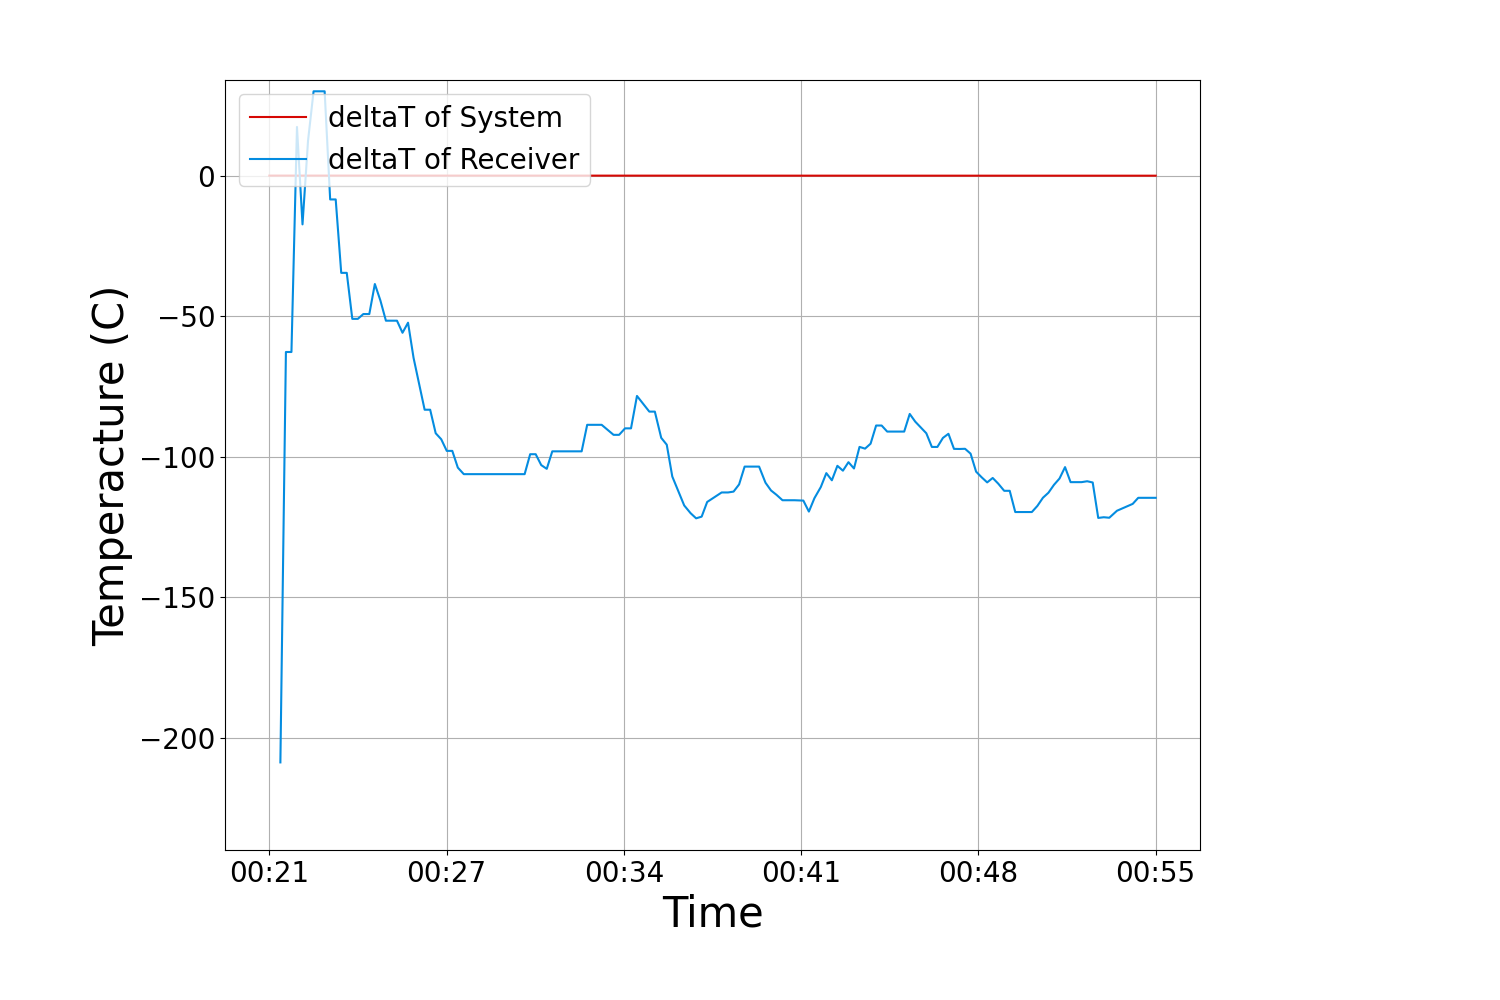 deltaT of System
deltaT of Receiver
0
−50
−100
−150
−200
Temperacture (C)
00:21 00:27 00:34 00:41 00:48 00:55
Time